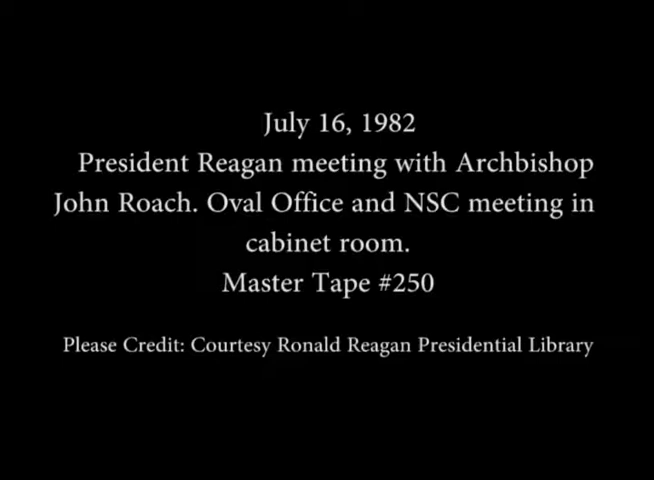 July 16, 1982
President Reagan meeting with Archbishop
John Roach. Oval Office and NSC meeting in
cabinet room.
Master Tape #250
Please Credit: Courtesy Ronald Reagan Presidential Library